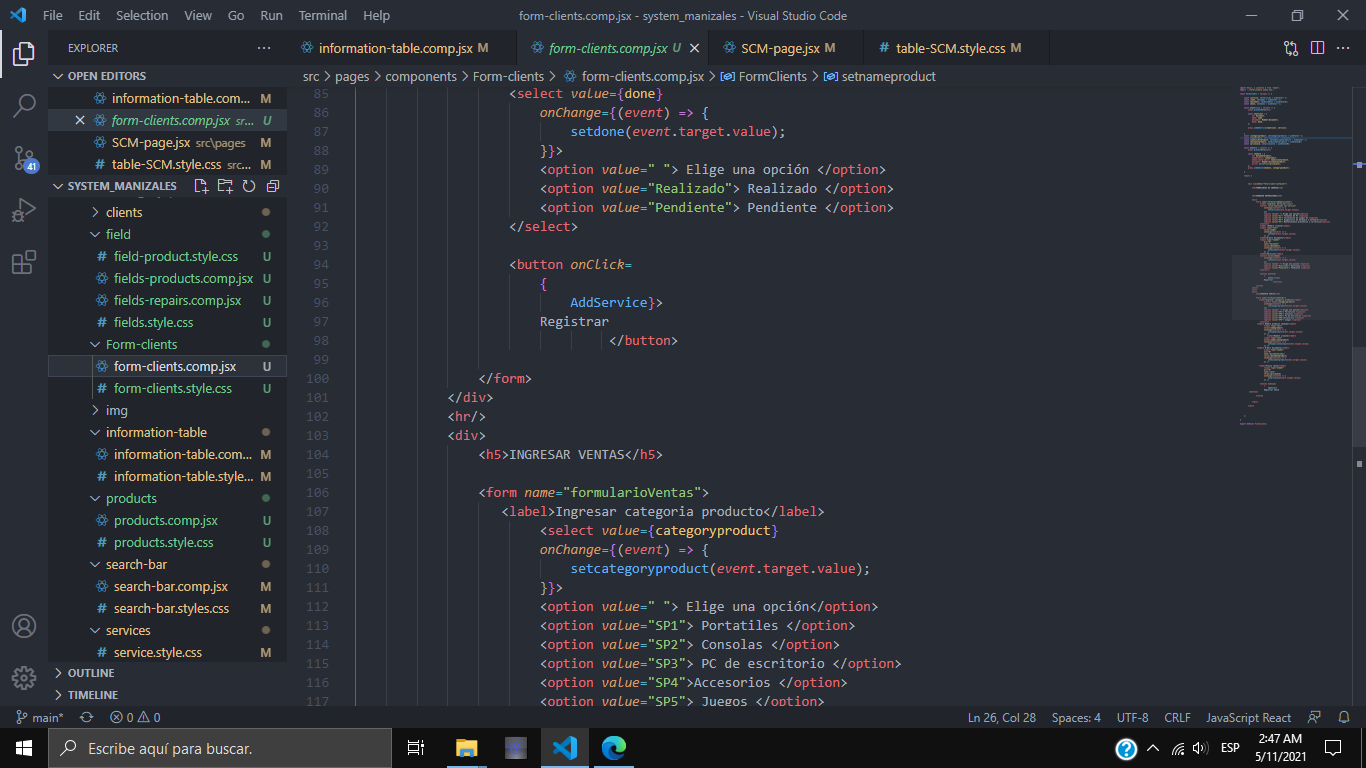 File Edit Selection View Go Run Terminal Help form-clients.comp.jsx - system_manizales - Visual Studio Code
EXPLORER ···
information-table.comp.jsx M
form-clients.comp.jsx U
SCM-page.jsx M
# table-SCM.style.css M
OPEN EDITORS
information-table.com... M
form-clients.comp.jsx sr... U
SCM-page.jsx src\pages M
# table-SCM.style.css src... M
SYSTEM_MANIZALES
clients
field
# field-product.style.css U
fields-products.comp.jsx U
fields-repairs.comp.jsx U
# fields.style.css U
Form-clients
form-clients.comp.jsx U
# form-clients.style.css U
img
information-table
information-table.com... M
# information-table.style... M
products
products.comp.jsx U
# products.style.css U
search-bar
search-bar.comp.jsx M
# search-bar.styles.css M
services
# service.style.css M
OUTLINE
TIMELINE
41
src > pages > components > Form-clients > form-clients.comp.jsx > FormClients > setnameproduct
85 <select value={done}
86 onChange={(event) => {
87 setdone(event.target.value);
88 }}>
89 <option value=" "> Elige una opción </option>
90 <option value="Realizado"> Realizado </option>
91 <option value="Pendiente"> Pendiente </option>
92 </select>
93
94 <button onClick=
95 {
96 AddService}>
97 Registrar
98 </button>
99
100 </form>
101 </div>
102 <hr/>
103 <div>
104 <h5>INGRESAR VENTAS</h5>
105
106 <form name="formularioVentas">
107 <label>Ingresar categoria producto</label>
108 <select value={categoryproduct}
109 onChange={(event) => {
110 setcategoryproduct(event.target.value);
111 }}>
112 <option value=" "> Elige una opción</option>
113 <option value="SP1"> Portatiles </option>
114 <option value="SP2"> Consolas </option>
115 <option value="SP3"> PC de escritorio </option>
116 <option value="SP4">Accesorios </option>
117 <option value="SP5"> Juegos </option>
main* 0 0 Ln 26, Col 28 Spaces: 4 UTF-8 CRLF JavaScript React
Escribe aquí para buscar.
ESP
2:47 AM
5/11/2021